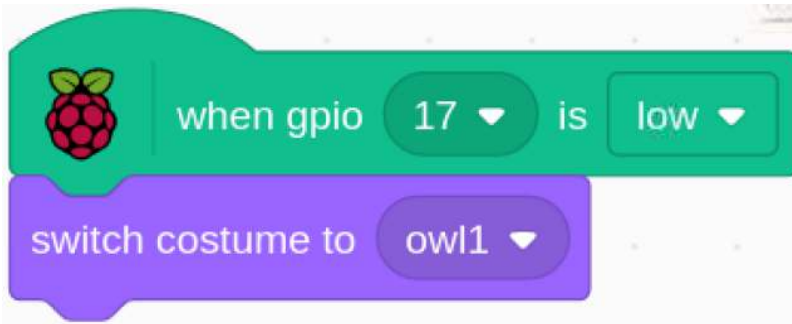 when gpio 17 is low
switch costume to owl1